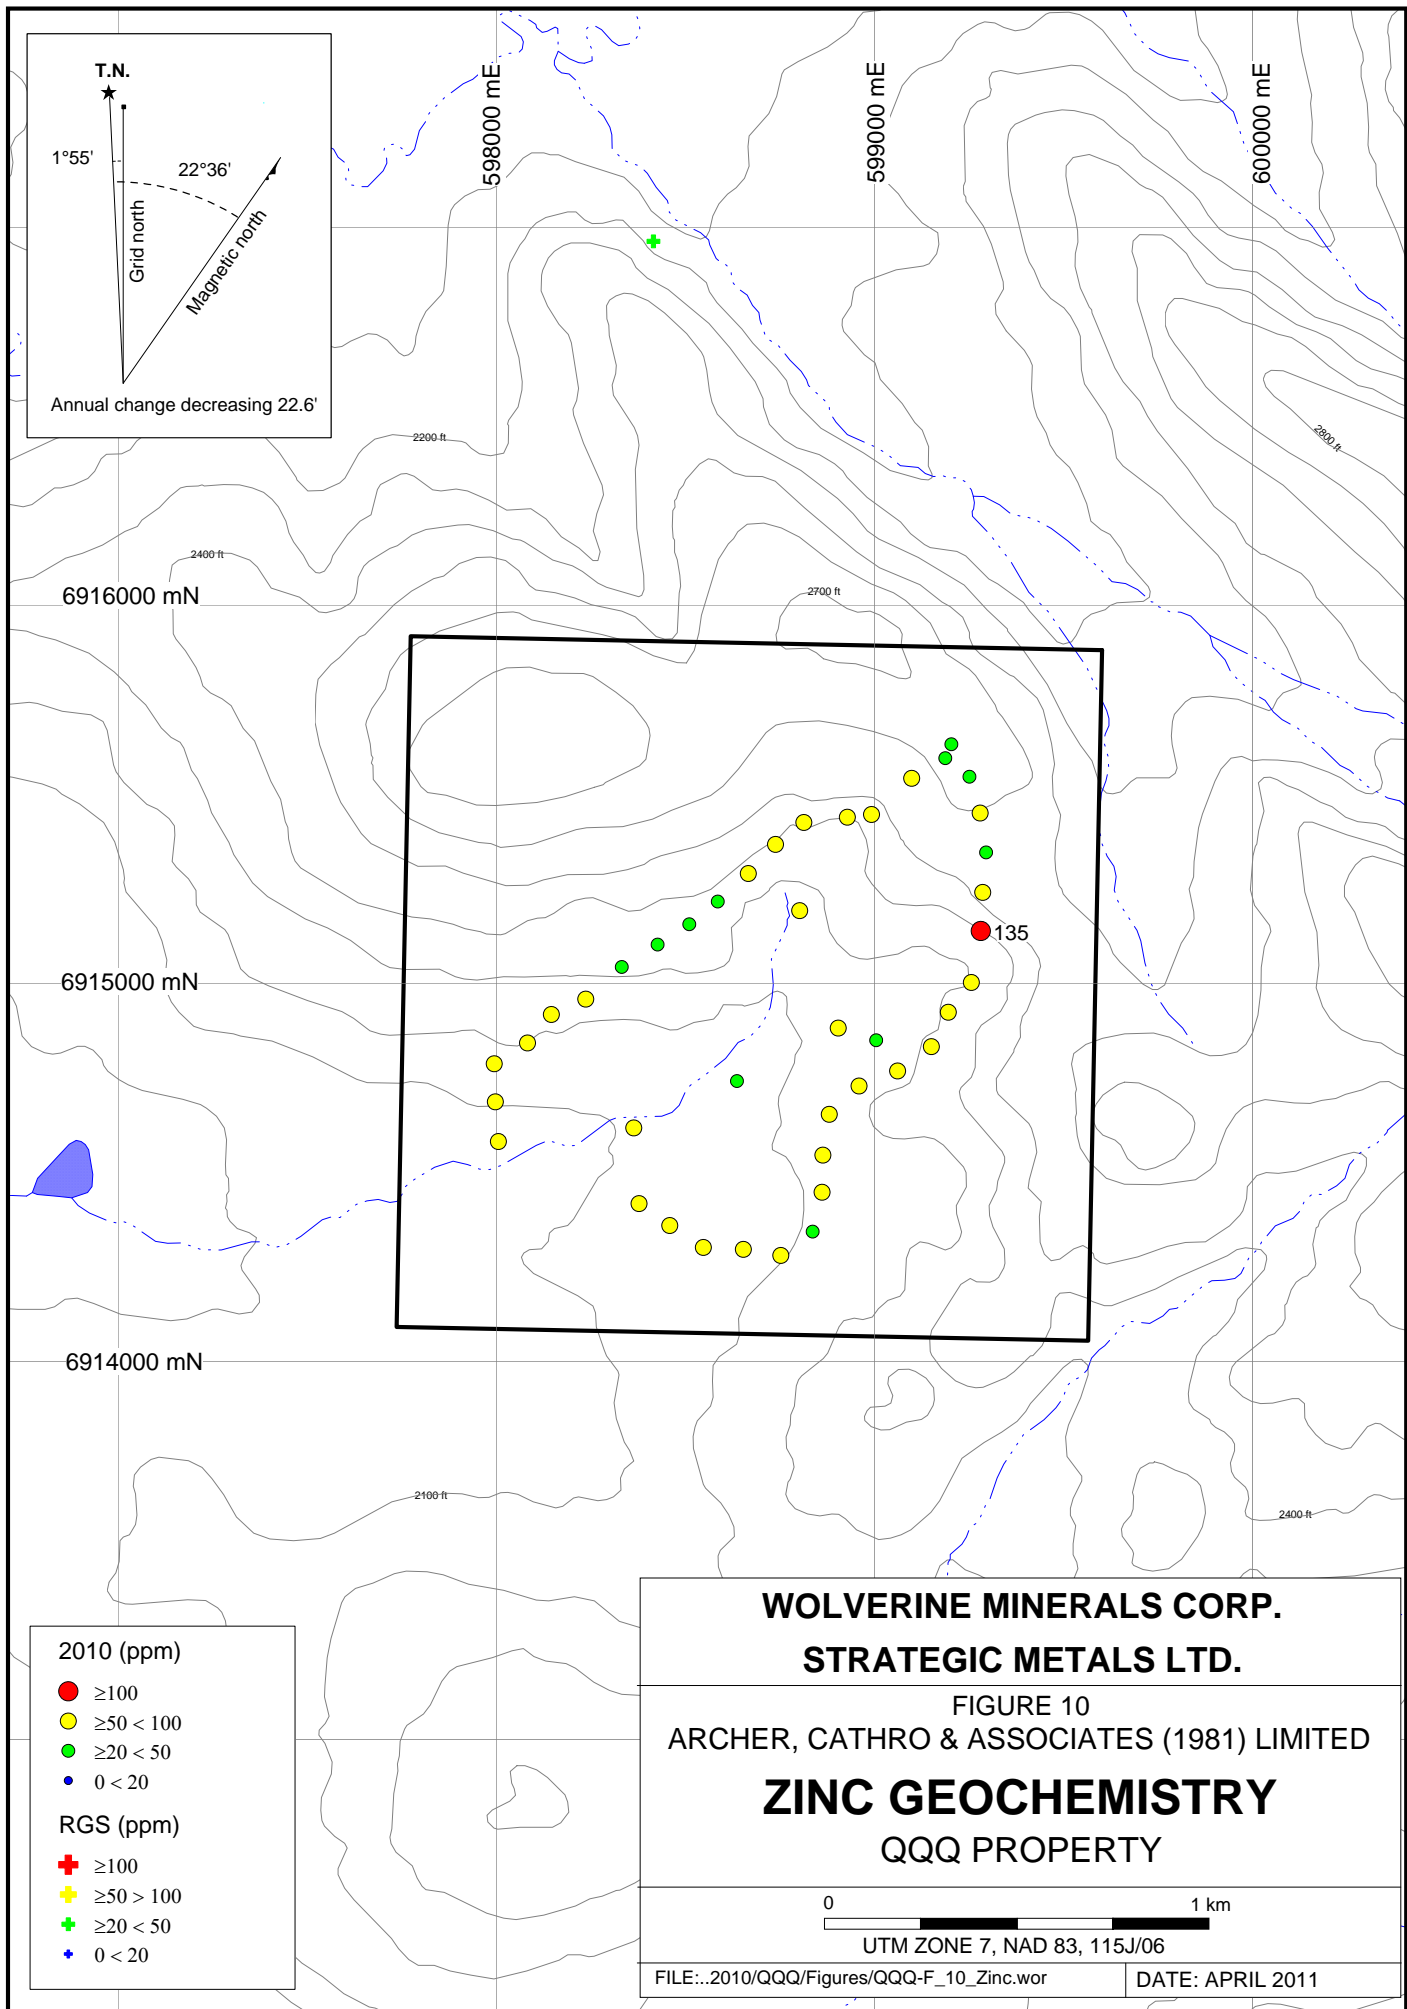 T.N.
1°55'
22°36'
Grid north
Magnetic north
Annual change decreasing 22.6'
598000 mE
599000 mE
600000 mE
2200 ft
2800 ft
2400 ft
2700 ft
6916000 mN
135
6915000 mN
6914000 mN
2100 ft
2400 ft
2010 (ppm)
≥100
≥50 < 100
≥20 < 50
0 < 20
RGS (ppm)
≥100
≥50 > 100
≥20 < 50
0 < 20
WOLVERINE MINERALS CORP.
STRATEGIC METALS LTD.
FIGURE 10
ARCHER, CATHRO & ASSOCIATES (1981) LIMITED
ZINC GEOCHEMISTRY
QQQ PROPERTY
0 1 km
UTM ZONE 7, NAD 83, 115J/06
FILE:..2010/QQQ/Figures/QQQ-F_10_Zinc.wor
DATE: APRIL 2011